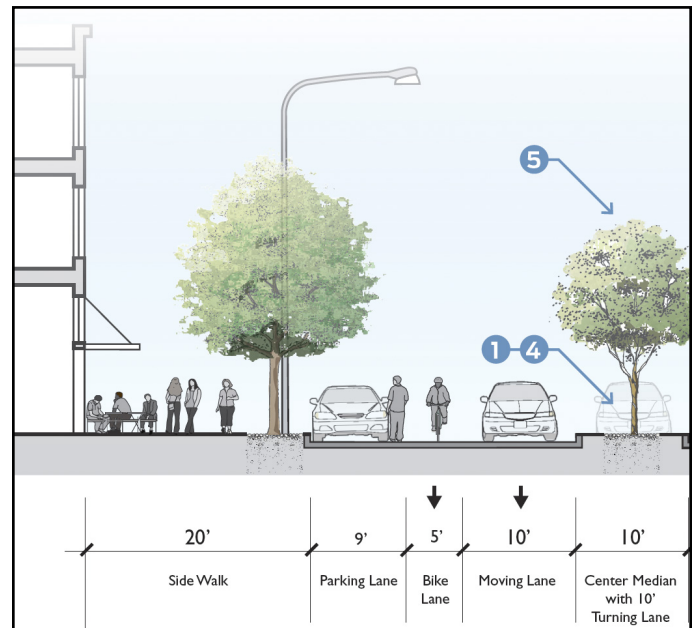 5
1 4
20’ 9’ 5’ 10’ 10’
Side Walk Parking Lane Bike Moving Lane Center Median
Lane with 10’
Turning Lane